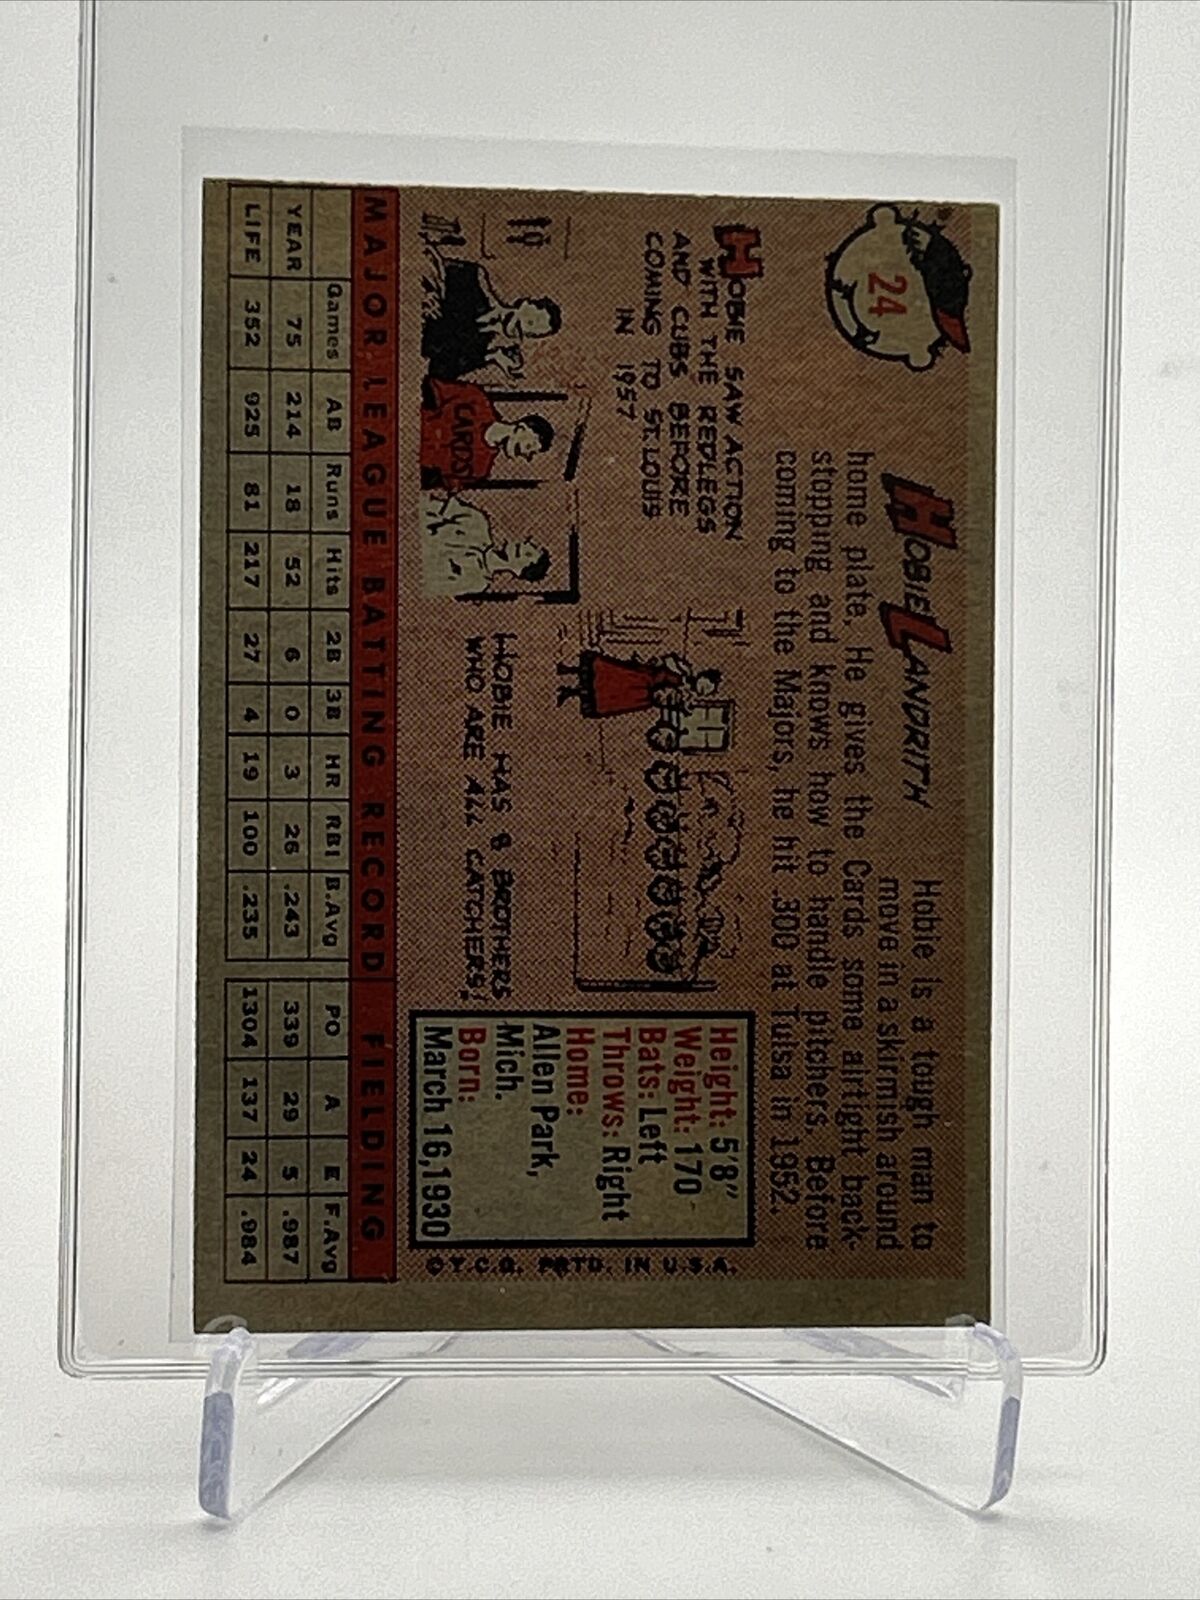 24
HOBIE LANDRITH
Hobie is a tough man to
move in a skirmish around
home plate. He gives the Cards some airtight back-
stopping and knows how to handle pitchers. Before
coming to the Majors, he hit .300 at Tulsa in 1952.
HOBIE SAW ACTION
WITH THE REDLEGS
AND CUBS BEFORE
COMING TO ST. LOUIS
IN 1957
CARDS
HOBIE HAS 8 BROTHERS
WHO ARE ALL CATCHERS!
Height: 5'8"
Weight: 170
Bats: Left
Throws: Right
Home:
Allen Park,
Mich.
Born:
March 16, 1930
© T.C.G. PRTD. IN U.S.A.
MAJOR LEAGUE BATTING RECORD FIELDING
Games AB Runs Hits 2B 3B HR RBI B.Avg PO A E F.Avg
YEAR 75 214 18 52 6 0 3 26 .243 339 29 5 .987
LIFE 352 925 81 217 27 4 19 100 .235 1304 137 24 .984